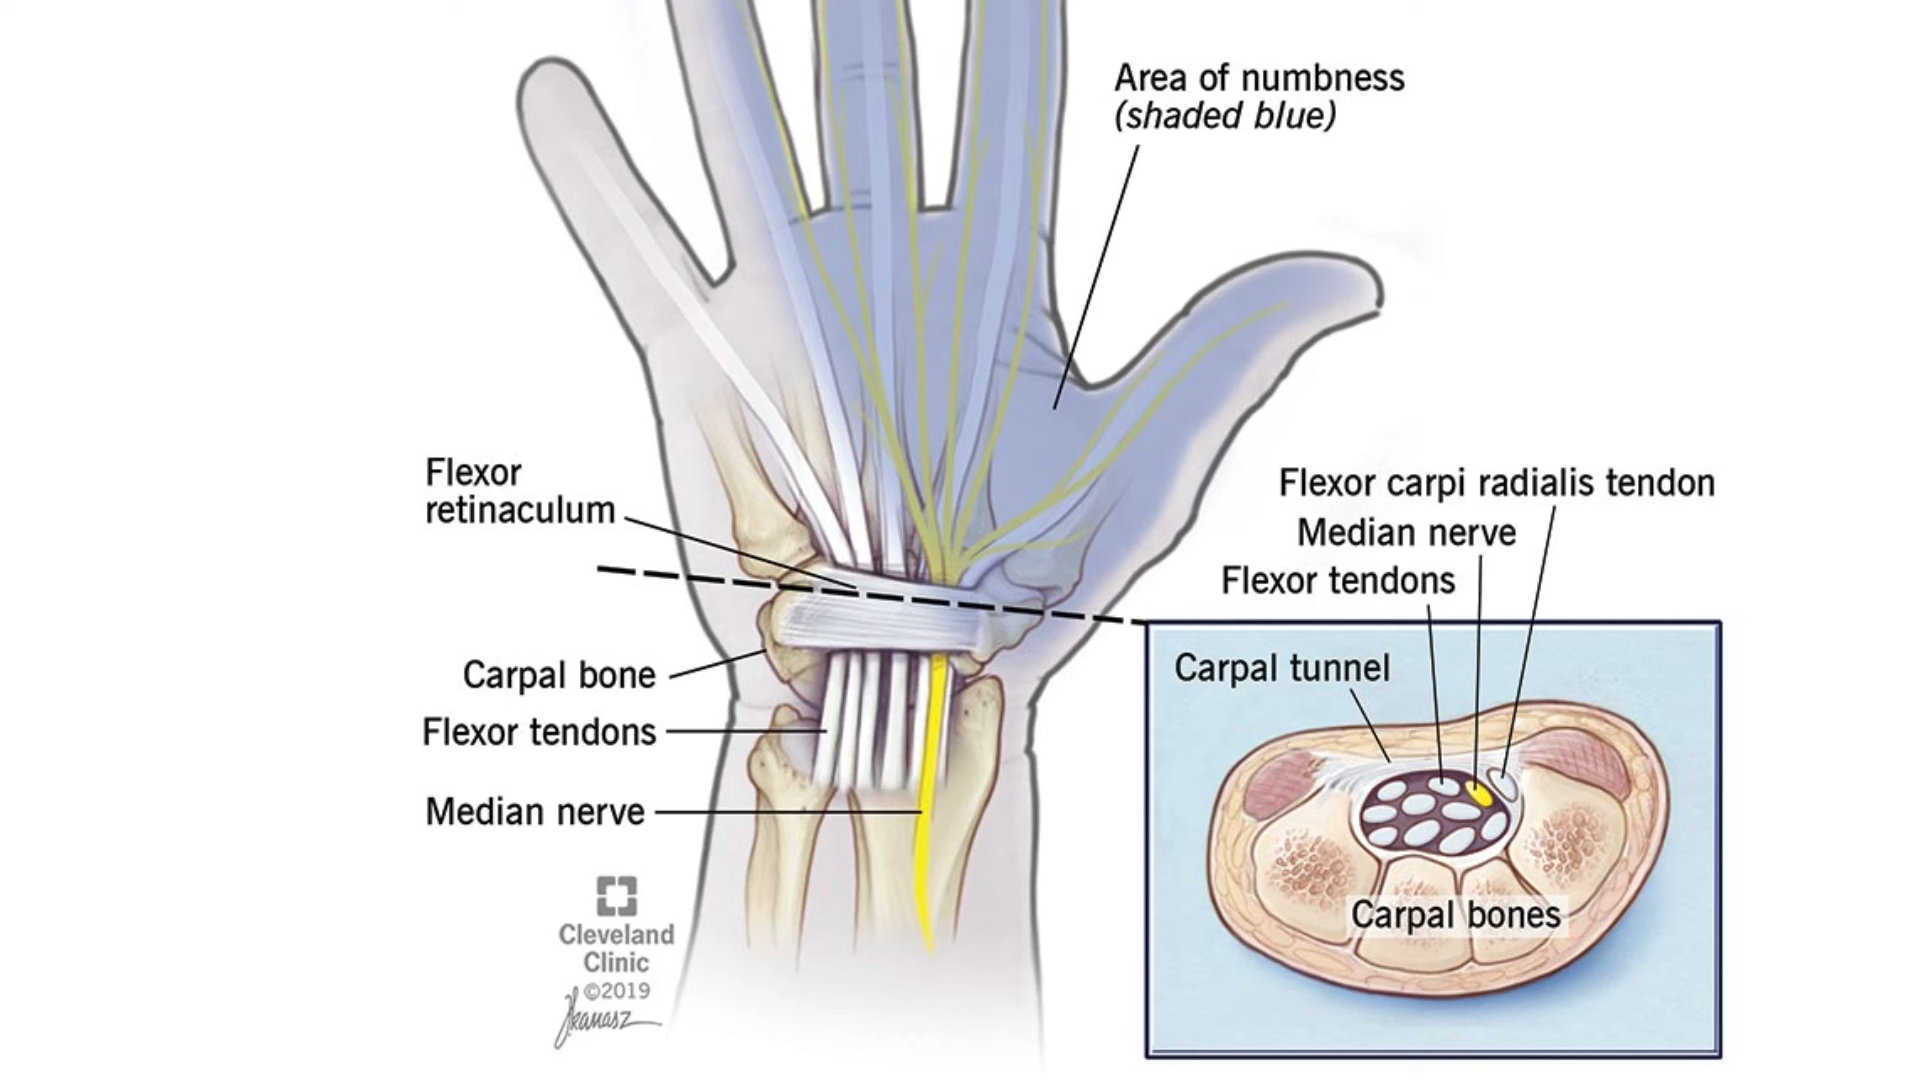 Area of numbness
(shaded blue)
Flexor
retinaculum
Flexor carpi radialis tendon
Median nerve
Flexor tendons
Carpal tunnel
Carpal bone
Flexor tendons
Median nerve
Carpal bones
Cleveland
Clinic
©2019